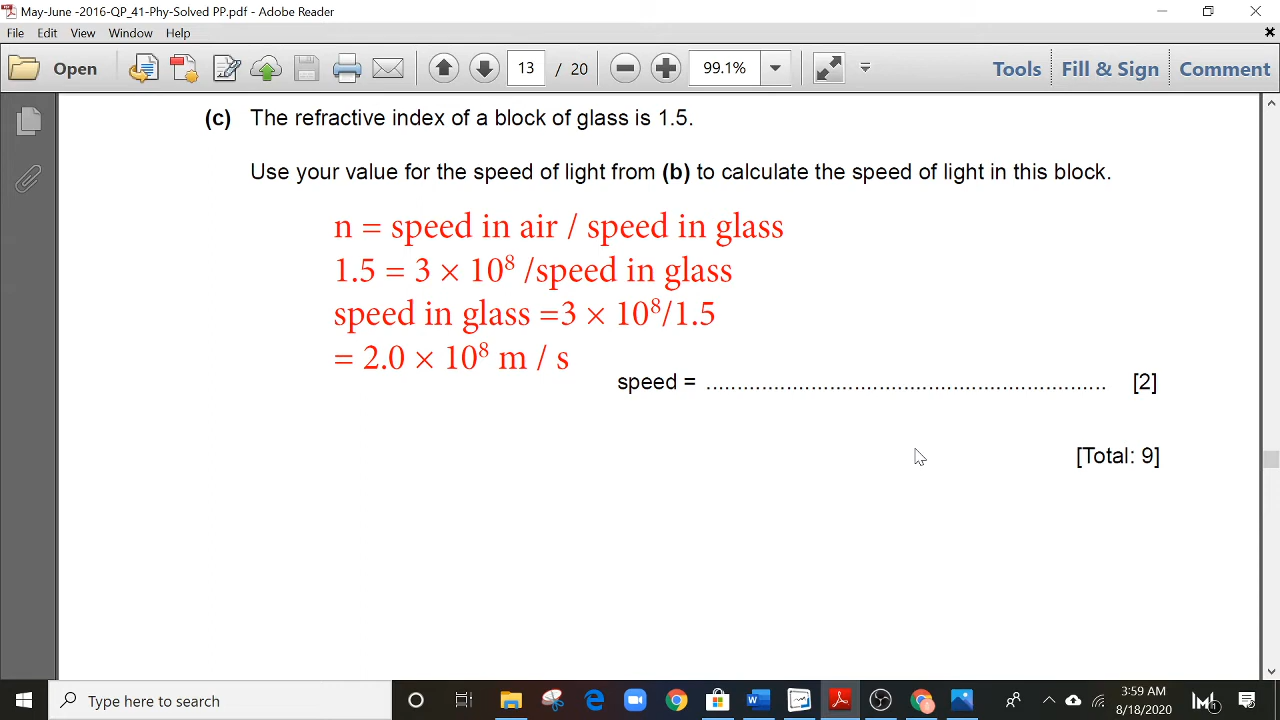 May-June -2016-QP_41-Phy-Solved PP.pdf - Adobe Reader
File Edit View Window Help
Open 13 / 20 99.1% Tools Fill & Sign Comment
(c) The refractive index of a block of glass is 1.5.
Use your value for the speed of light from (b) to calculate the speed of light in this block.
n = speed in air / speed in glass
1.5 = 3 × 10⁸ /speed in glass
speed in glass =3 × 10⁸/1.5
= 2.0 × 10⁸ m / s
speed = .................................................... [2]
[Total: 9]
Type here to search
3:59 AM
8/18/2020